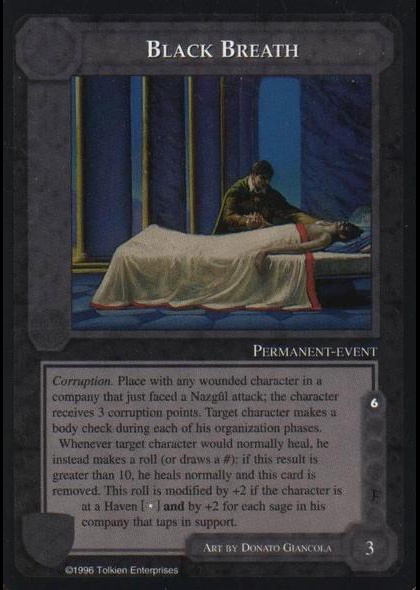 BLACK BREATH
PERMANENT-EVENT
Corruption. Place with any wounded character in a
company that just faced a Nazgûl attack; the character
receives 3 corruption points. Target character makes a
body check during each of his organization phases.
Whenever target character would normally heal, he
instead makes a roll (or draws a #): if this result is
greater than 10, he heals normally and this card is
removed. This roll is modified by +2 if the character is
at a Haven [] and by +2 for each sage in his
company that taps in support.
6
ART BY DONATO GIANCOLA
3
©1996 Tolkien Enterprises